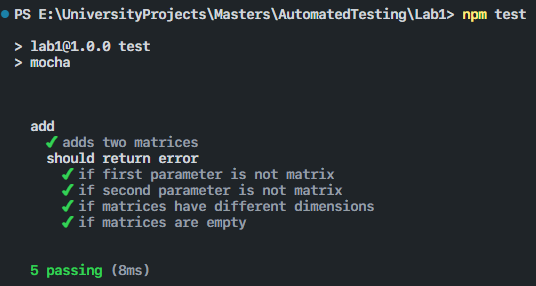 PS E:\UniversityProjects\Masters\AutomatedTesting\Lab1> npm test
> lab1@1.0.0 test
> mocha
add
✔ adds two matrices
should return error
✔ if first parameter is not matrix
✔ if second parameter is not matrix
✔ if matrices have different dimensions
✔ if matrices are empty
5 passing (8ms)